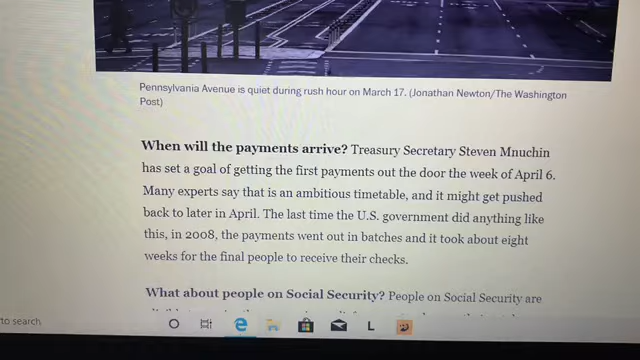 Pennsylvania Avenue is quiet during rush hour on March 17. (Jonathan Newton/The Washington
Post)
When will the payments arrive? Treasury Secretary Steven Mnuchin
has set a goal of getting the first payments out the door the week of April 6.
Many experts say that is an ambitious timetable, and it might get pushed
back to later in April. The last time the U.S. government did anything like
this, in 2008, the payments went out in batches and it took about eight
weeks for the final people to receive their checks.
What about people on Social Security? People on Social Security are
to search
L